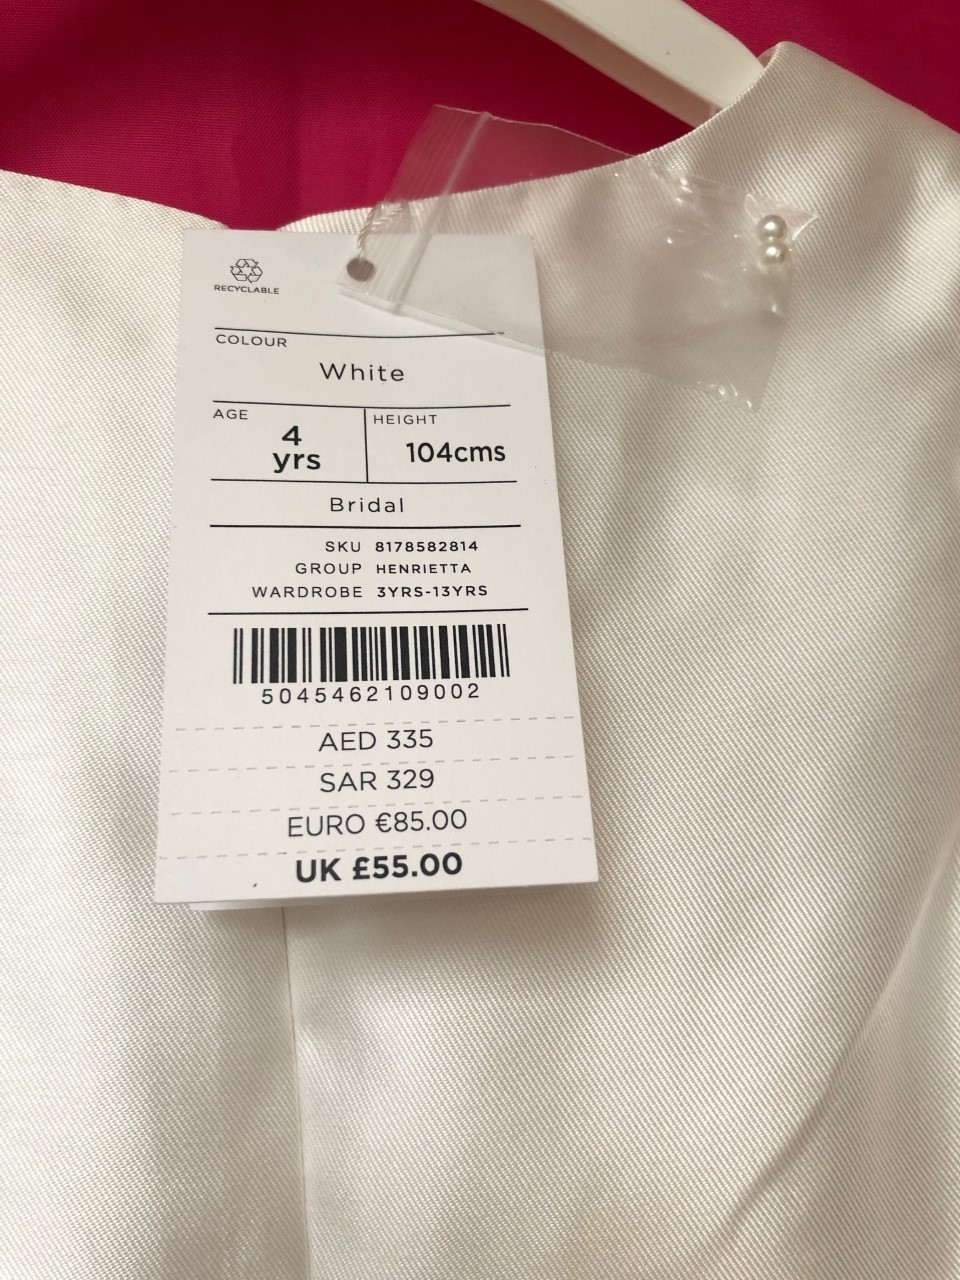 RECYCLABLE
COLOUR
White
AGE
4
yrs
HEIGHT
104cms
Bridal
SKU 8178582814
GROUP HENRIETTA
WARDROBE 3YRS-13YRS
5045462109002
AED 335
SAR 329
EURO €85.00
UK £55.00